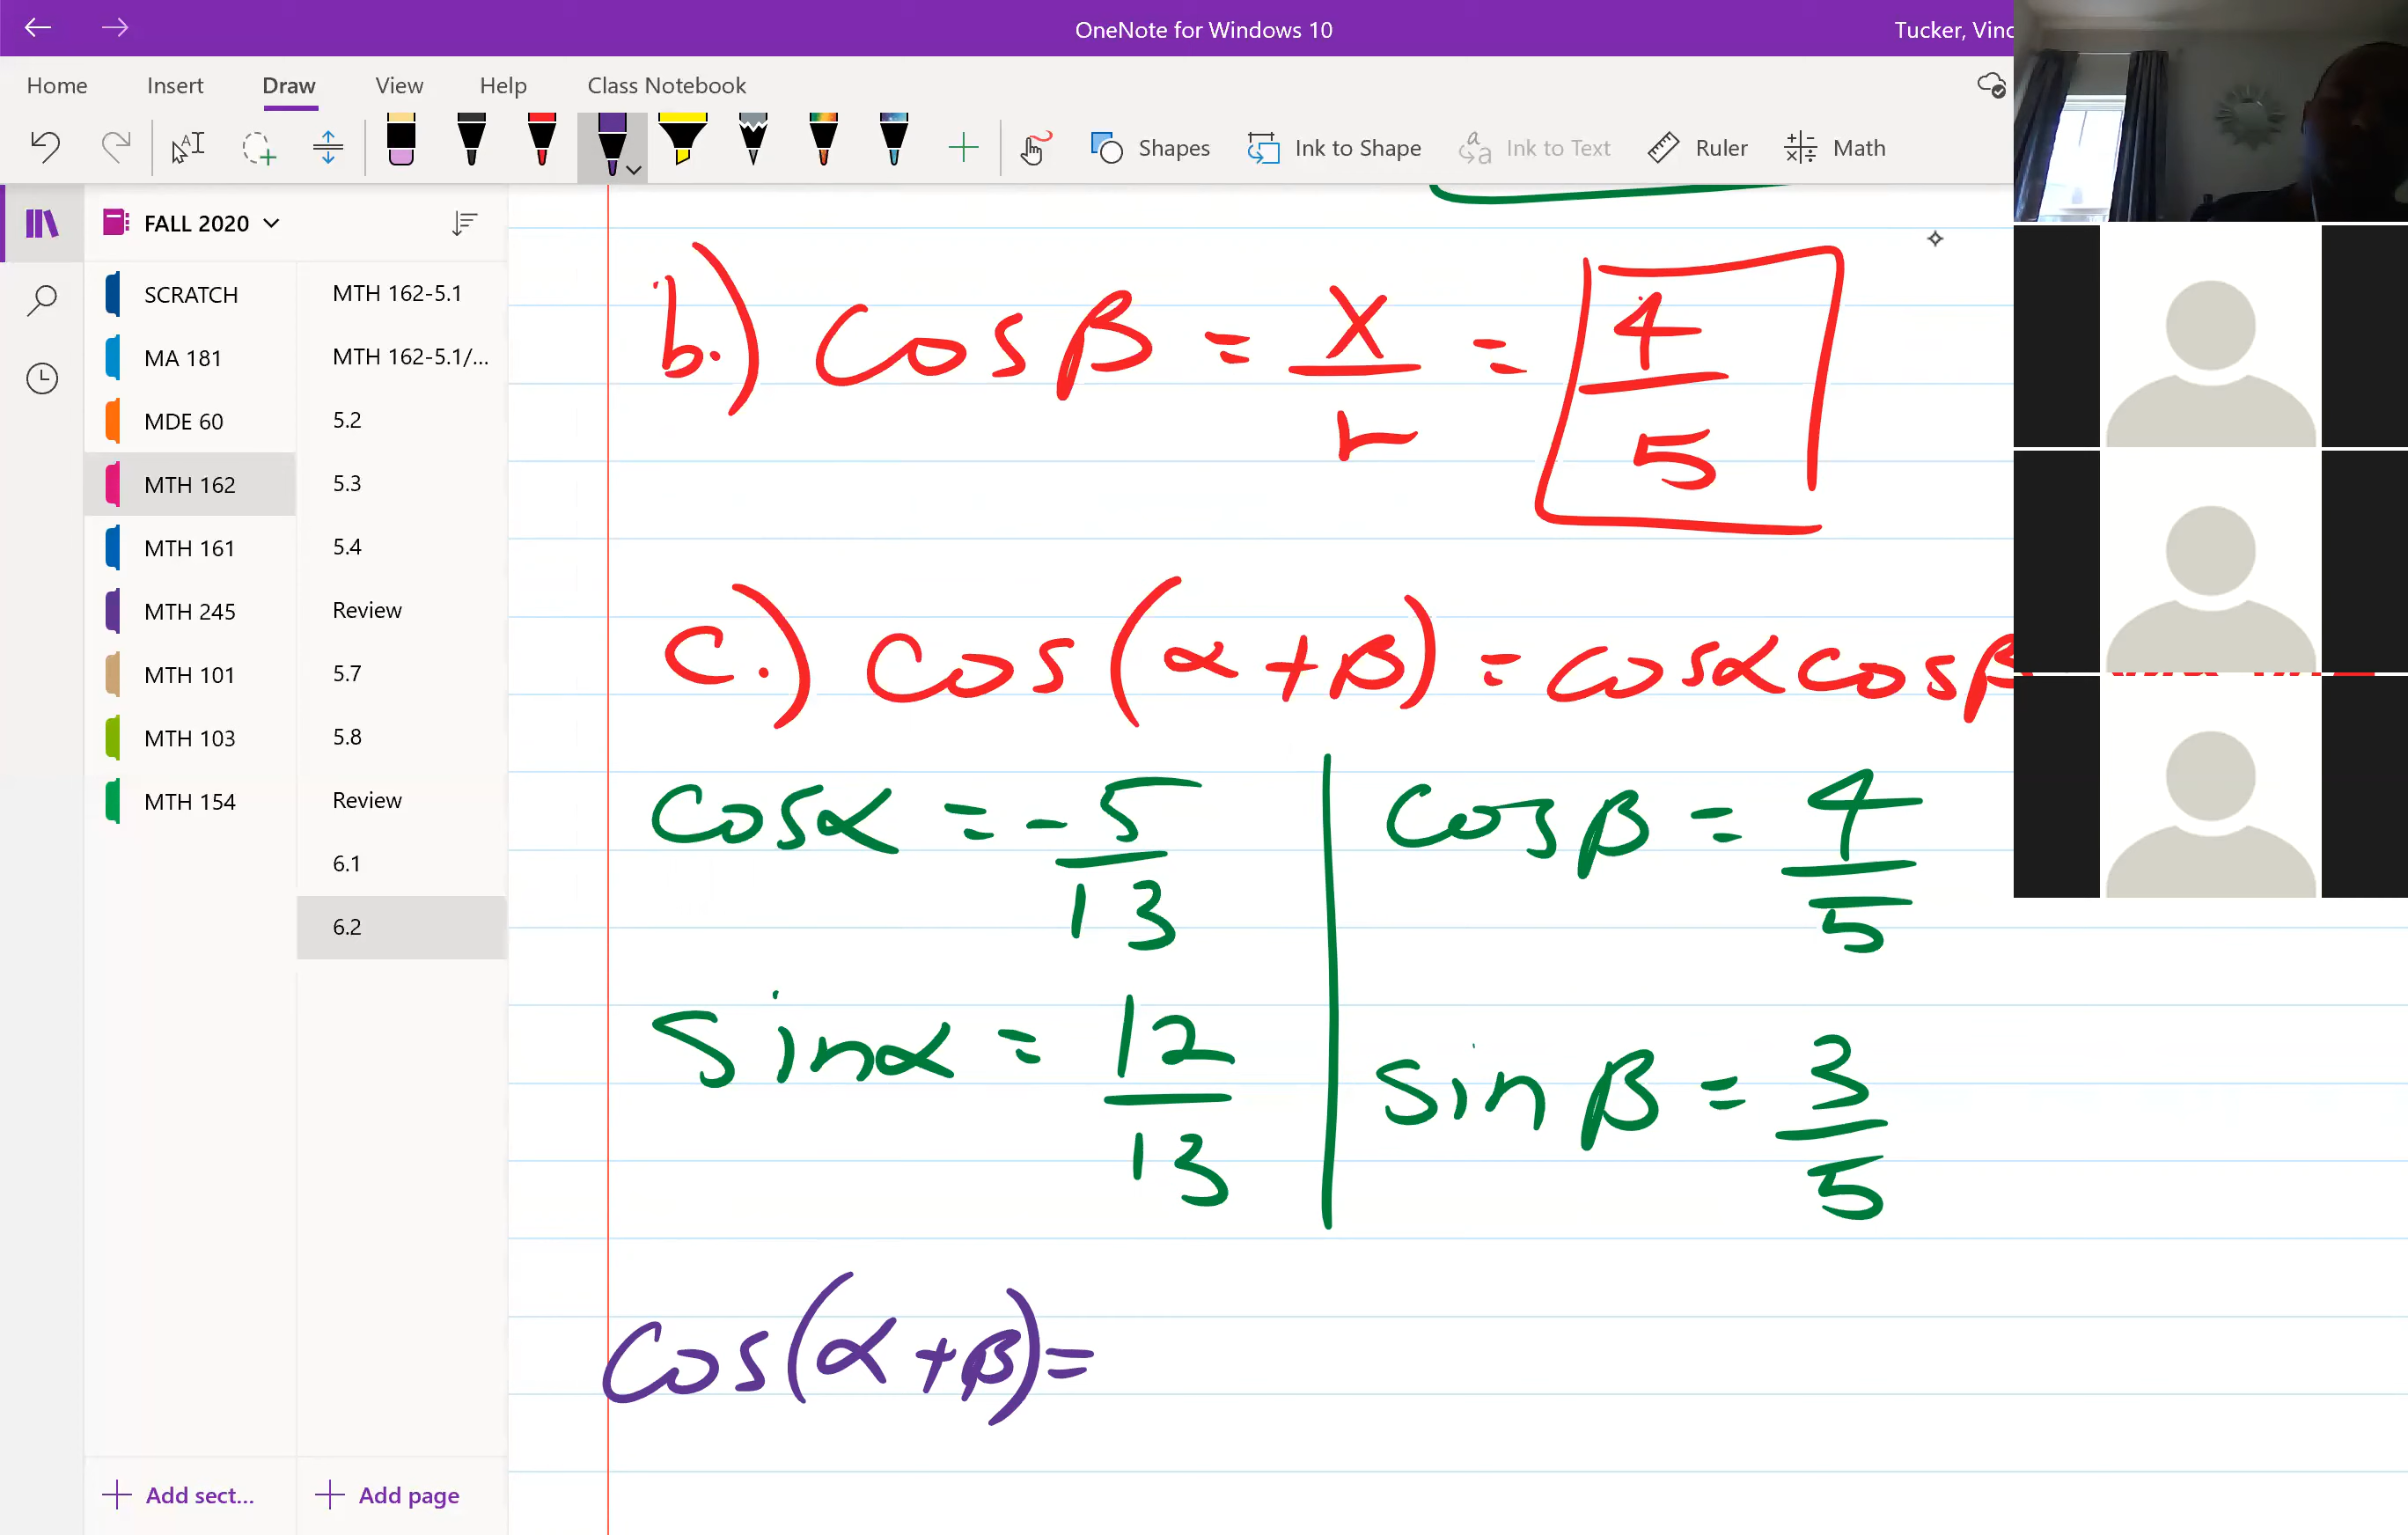 OneNote for Windows 10
Tucker, Vinc
Home Insert Draw View Help Class Notebook
Shapes Ink to Shape Ink to Text Ruler Math
FALL 2020
SCRATCH
MA 181
MDE 60
MTH 162
MTH 161
MTH 245
MTH 101
MTH 103
MTH 154
MTH 162-5.1
MTH 162-5.1/...
5.2
5.3
5.4
Review
5.7
5.8
Review
6.1
6.2
Add sect...
Add page
b.) cos β = x/r = 4/5
c.) cos (α + β) = cosα cosβ
cosα = -5/13
cosβ = 4/5
sinα = 12/13
sin β = 3/5
cos(α+β)=